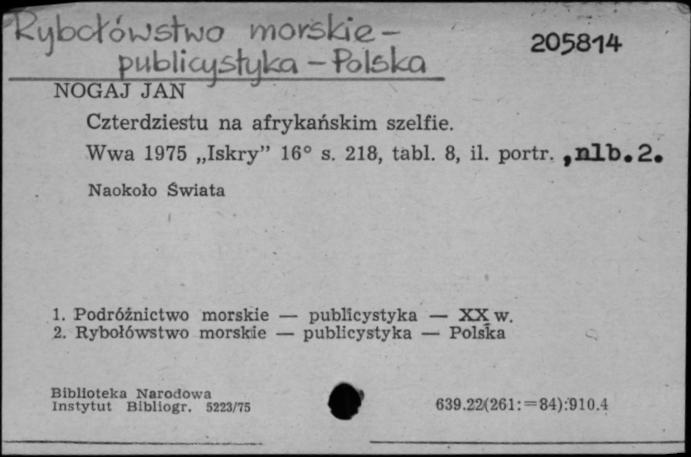 Rybołówstwo morskie -
publicystyka - Polska
205814
NOGAJ JAN
Czterdziestu na afrykańskim szelfie.
Wwa 1975 „Iskry” 16° s. 218, tabl. 8, il. portr. ,nlb.2.
Naokoło Świata
1. Podróżnictwo morskie — publicystyka — XX w.
2. Rybołówstwo morskie — publicystyka — Polska
Biblioteka Narodowa
Instytut Bibliogr. 5223/75
639.22(261:=84):910.4